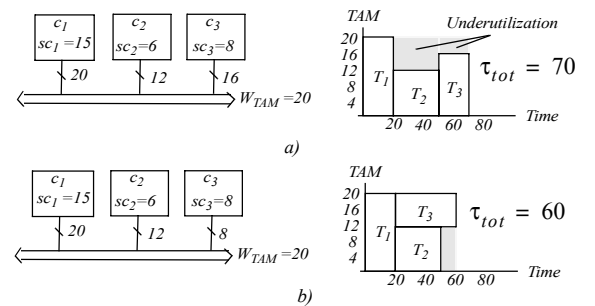 c1 c2 c3
sc1=15 sc2=6 sc3=8
20 12 16
WTAM=20
TAM
Underutilization
20
16
12
8
4
T1 T2 T3
τtot = 70
20 40 60 80 Time
a)
c1 c2 c3
sc1=15 sc2=6 sc3=8
20 12 8
WTAM=20
TAM
20
16
12
8
4
T1 T3
T2
τtot = 60
20 40 60 80 Time
b)